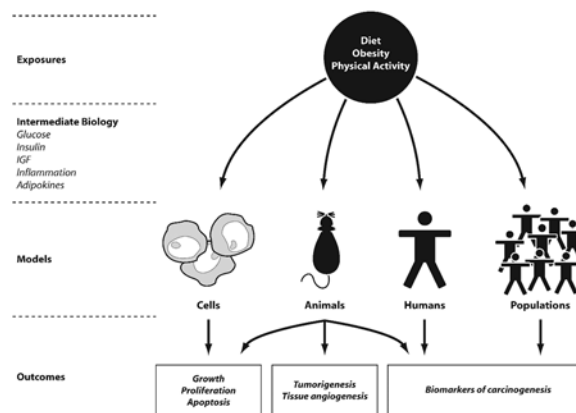 Diet
Obesity
Physical Activity
Exposures
Intermediate Biology
Glucose
Insulin
IGF
Inflammation
Adipokines
Models
Cells
Animals
Humans
Populations
Outcomes
Growth
Proliferation
Apoptosis
Tumorigenesis
Tissue angiogenesis
Biomarkers of carcinogenesis